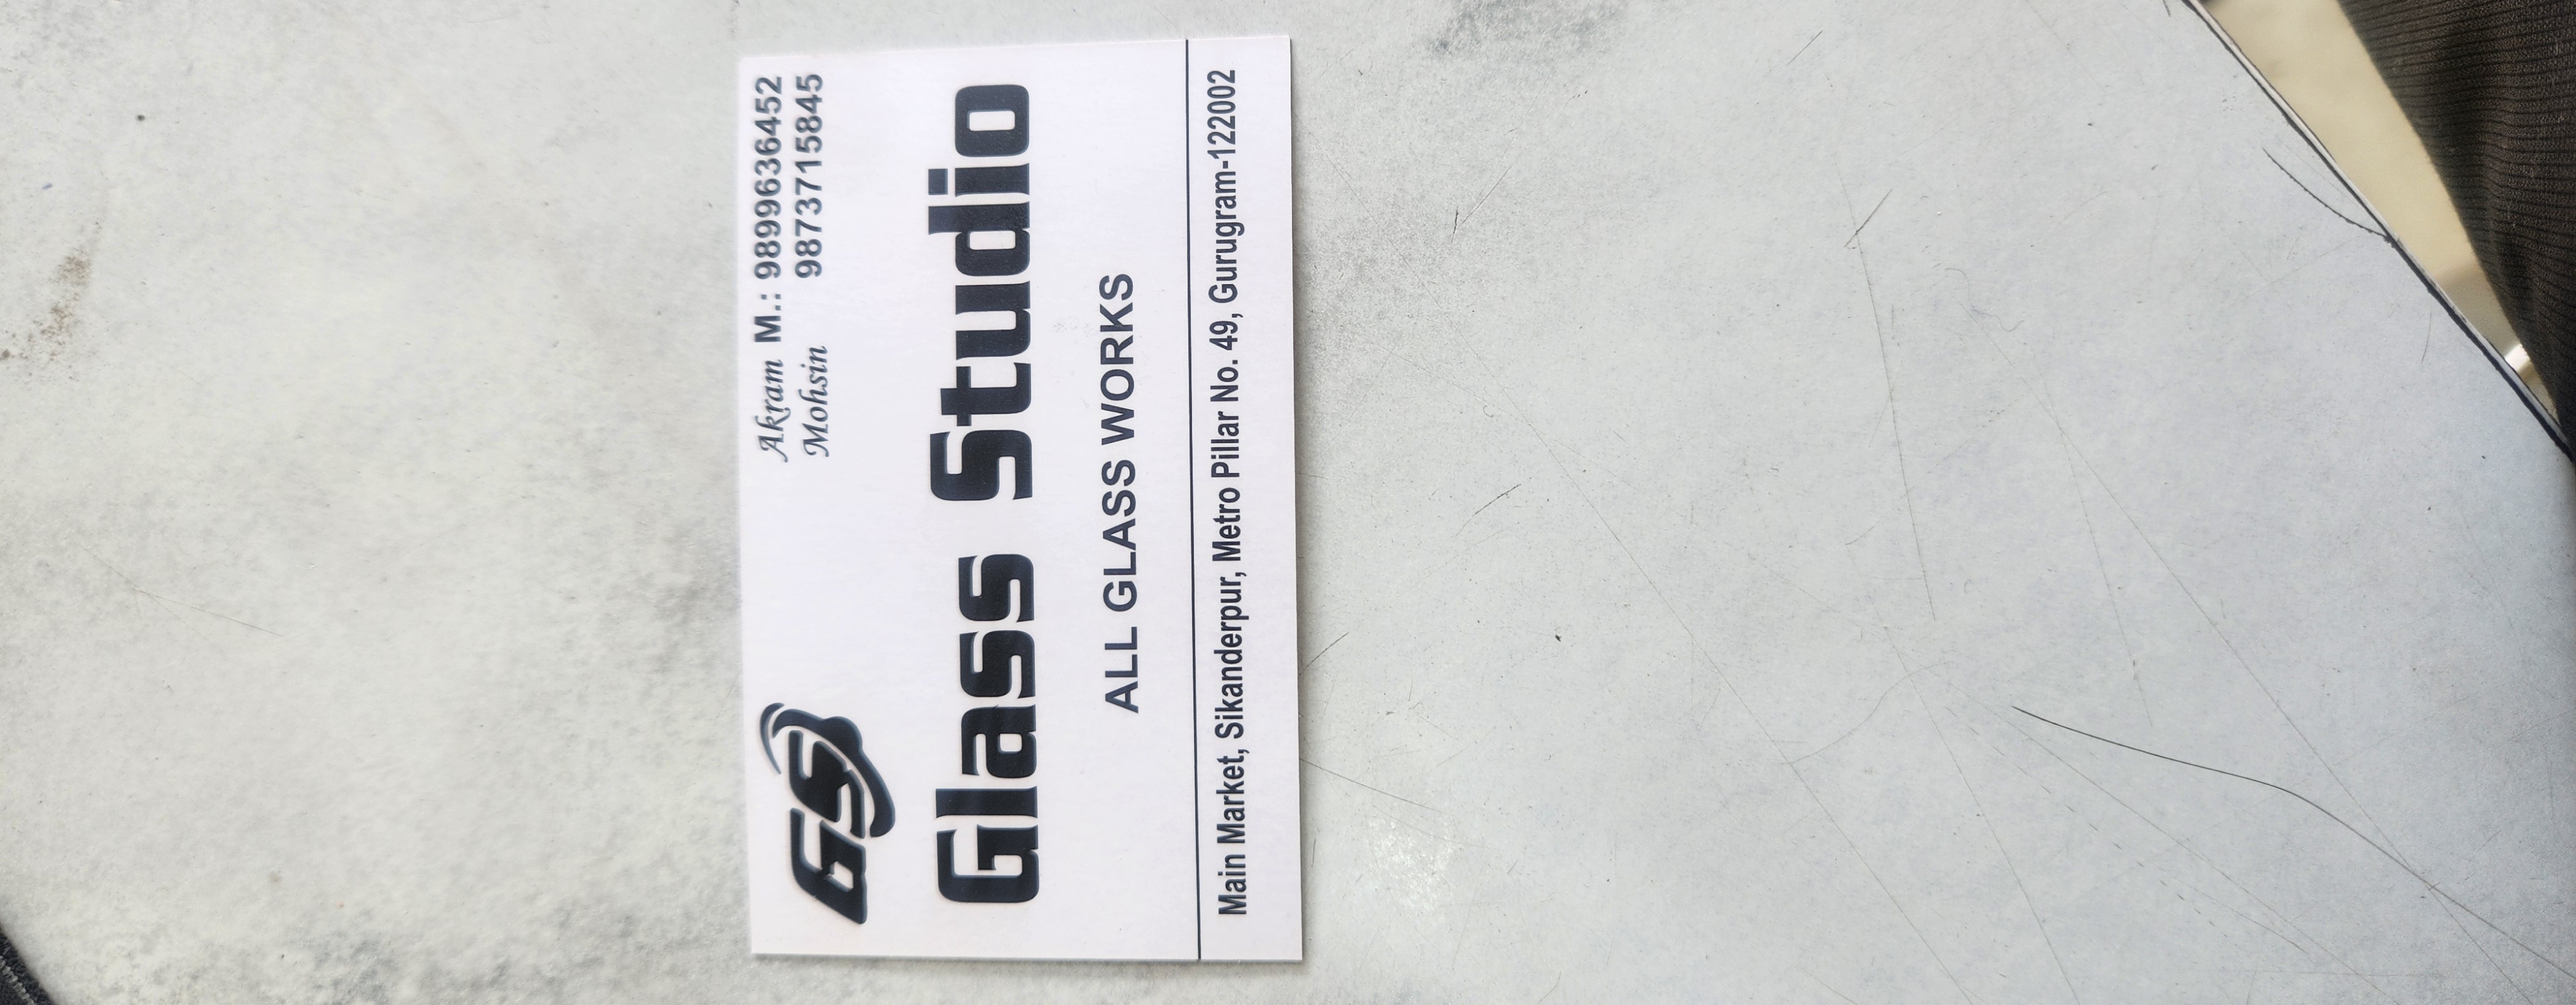 GS
Akram M.: 9899636452
Mohsin 9873715845
Glass Studio
ALL GLASS WORKS
Main Market, Sikanderpur, Metro Pillar No. 49, Gurugram-122002